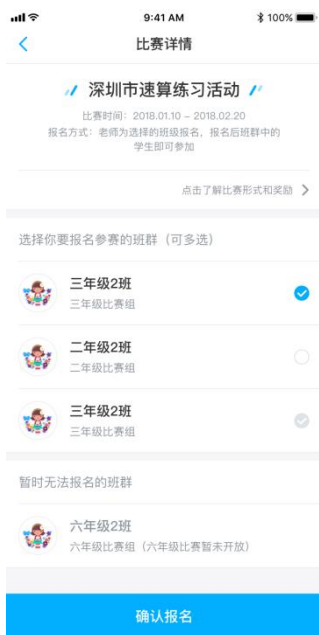 9:41 AM
100%
比赛详情
深圳市速算练习活动
比赛时间：2018.01.10 – 2018.02.20
报名方式：老师为选择的班级报名，报名后班群中的
学生即可参加
点击了解比赛形式和奖励
选择你要报名参赛的班群（可多选）
三年级2班
三年级比赛组
二年级2班
二年级比赛组
三年级2班
三年级比赛组
暂时无法报名的班群
六年级2班
六年级比赛组（六年级比赛暂未开放）
确认报名